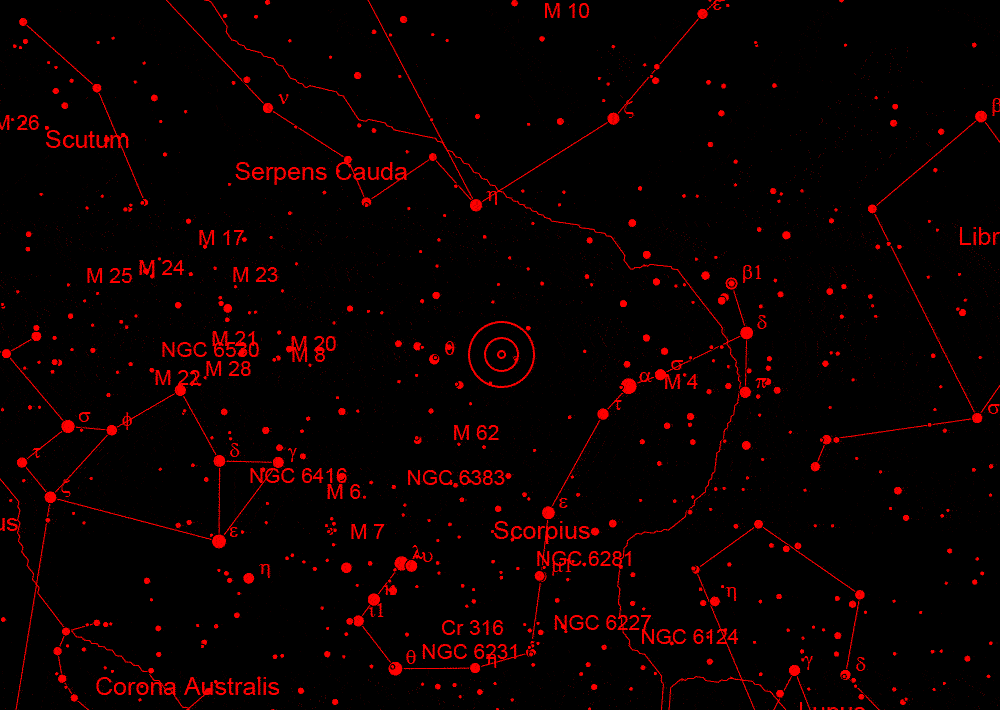 M 10
ε
ν
ζ
β
M 26
Scutum
Serpens Cauda
η
M 17
Libr
M 24
M 25
M 23
β1
δ
M 21
M 20
NGC 6530
M 8
θ
σ
M 28
M 22
α
M 4
π
τ
σ
φ
σ
M 62
τ
δ
γ
NGC 6416
NGC 6383
ζ
M 6
ε
us
M 7
Scorpius
ε
λυ
NGC 6281
μ1
η
κ
η
ι1
NGC 6227
Cr 316
NGC 6124
NGC 6231
θ
η
γ
δ
Corona Australis
Lupus